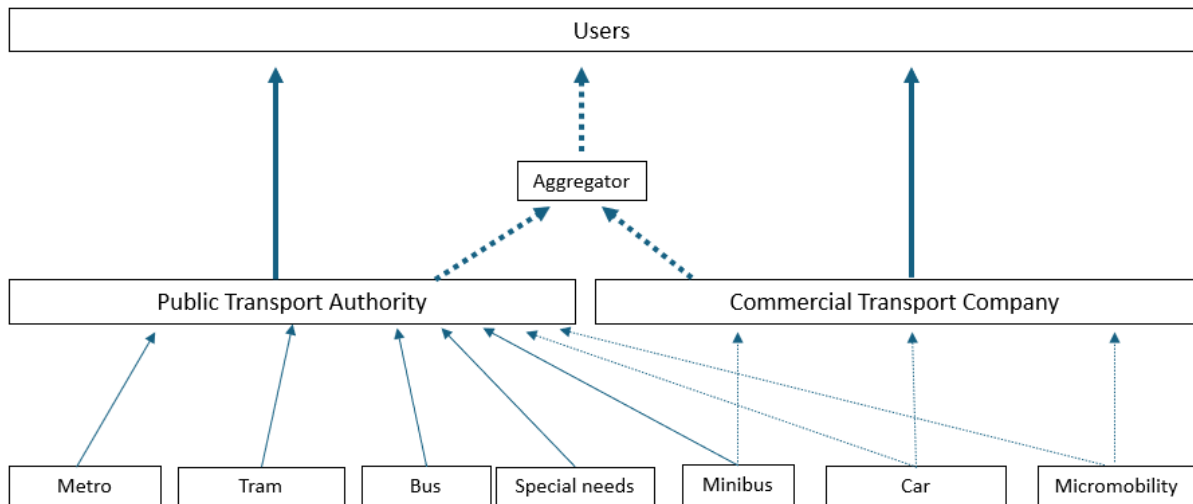 Users
Aggregator
Public Transport Authority
Commercial Transport Company
Metro
Tram
Bus
Special needs
Minibus
Car
Micromobility